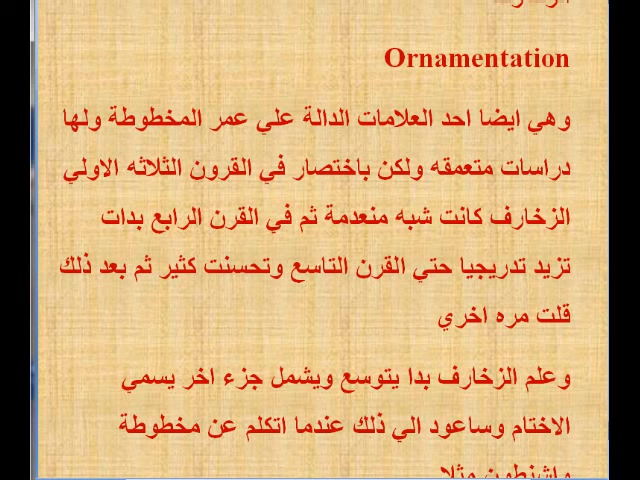 Ornamentation
وهي ايضا احد العلامات الدالة علي عمر المخطوطة ولها
دراسات متعمقه ولكن باختصار في القرون الثلاثه الاولي
الزخارف كانت شبه منعدمة ثم في القرن الرابع بدات
تزيد تدريجيا حتي القرن التاسع وتحسنت كثير ثم بعد ذلك
قلت مره اخري
وعلم الزخارف بدا يتوسع ويشمل جزء اخر يسمي
الاختام وساعود الي ذلك عندما اتكلم عن مخطوطة
واشنطون مثلا